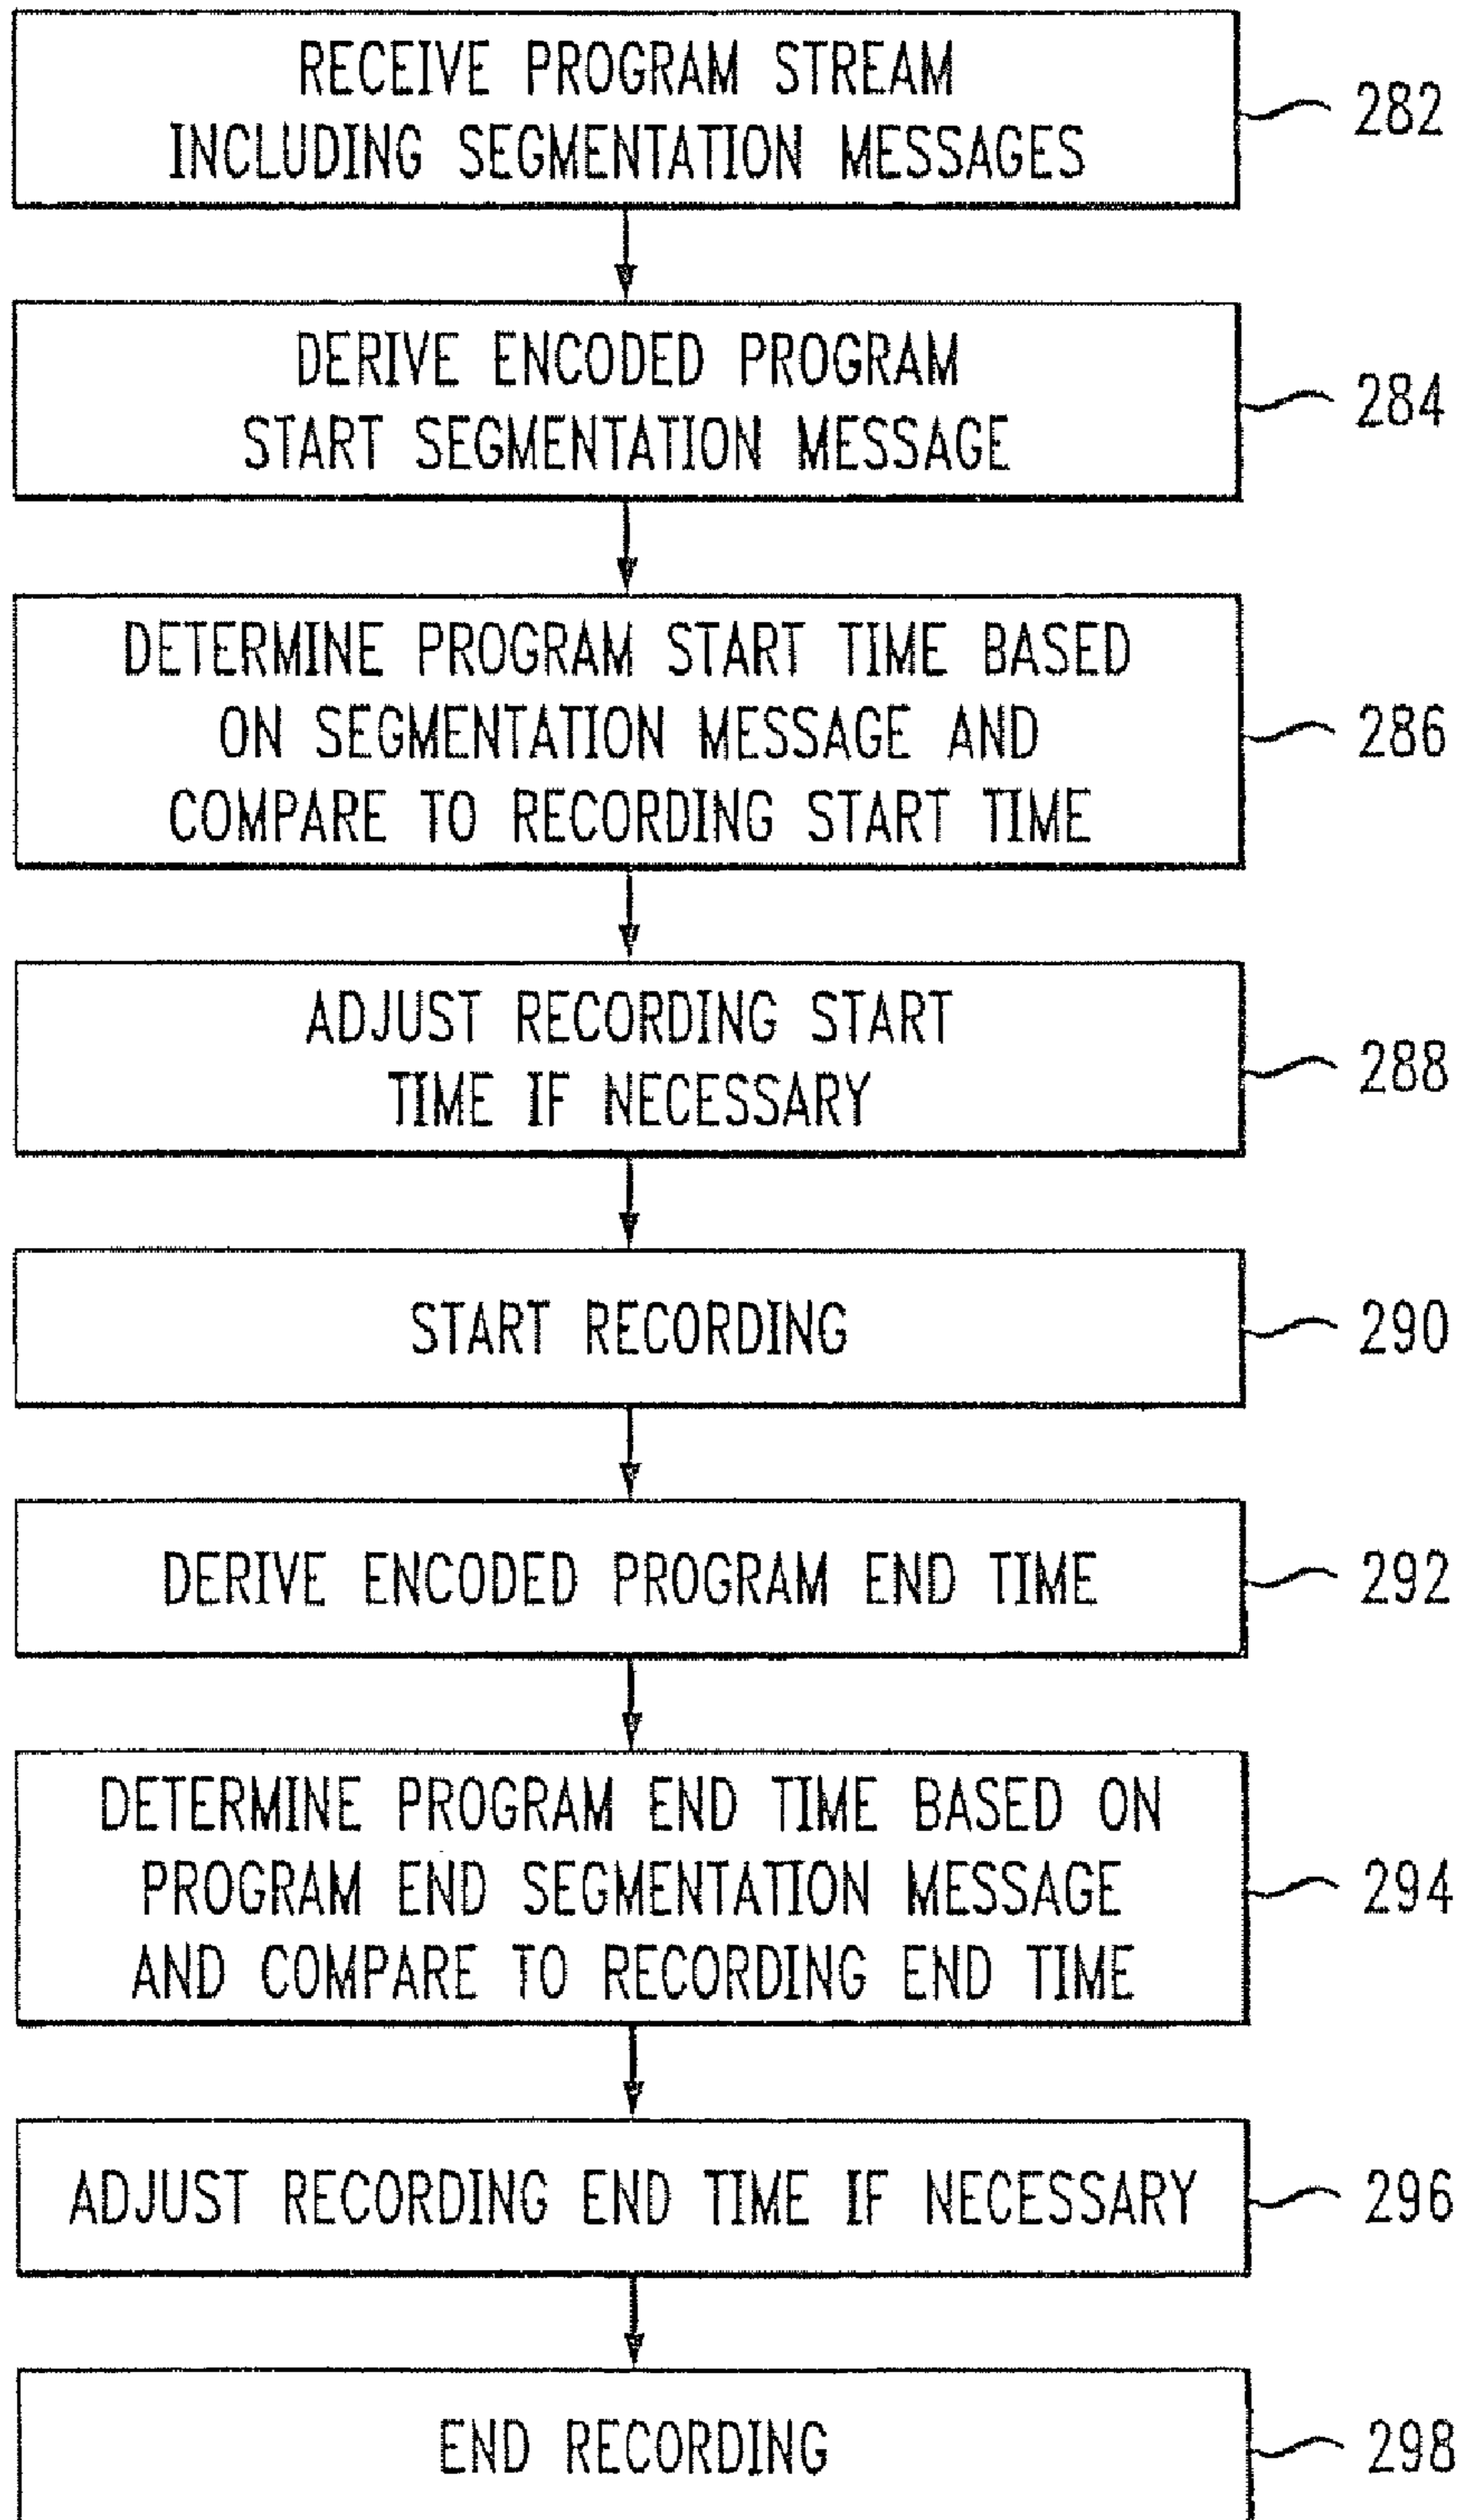 RECEIVE PROGRAM STREAM
INCLUDING SEGMENTATION MESSAGES
282
DERIVE ENCODED PROGRAM
START SEGMENTATION MESSAGE
284
DETERMINE PROGRAM START TIME BASED
ON SEGMENTATION MESSAGE AND
COMPARE TO RECORDING START TIME
286
ADJUST RECORDING START
TIME IF NECESSARY
288
START RECORDING
290
DERIVE ENCODED PROGRAM END TIME
292
DETERMINE PROGRAM END TIME BASED ON
PROGRAM END SEGMENTATION MESSAGE
AND COMPARE TO RECORDING END TIME
294
ADJUST RECORDING END TIME IF NECESSARY
296
END RECORDING
298